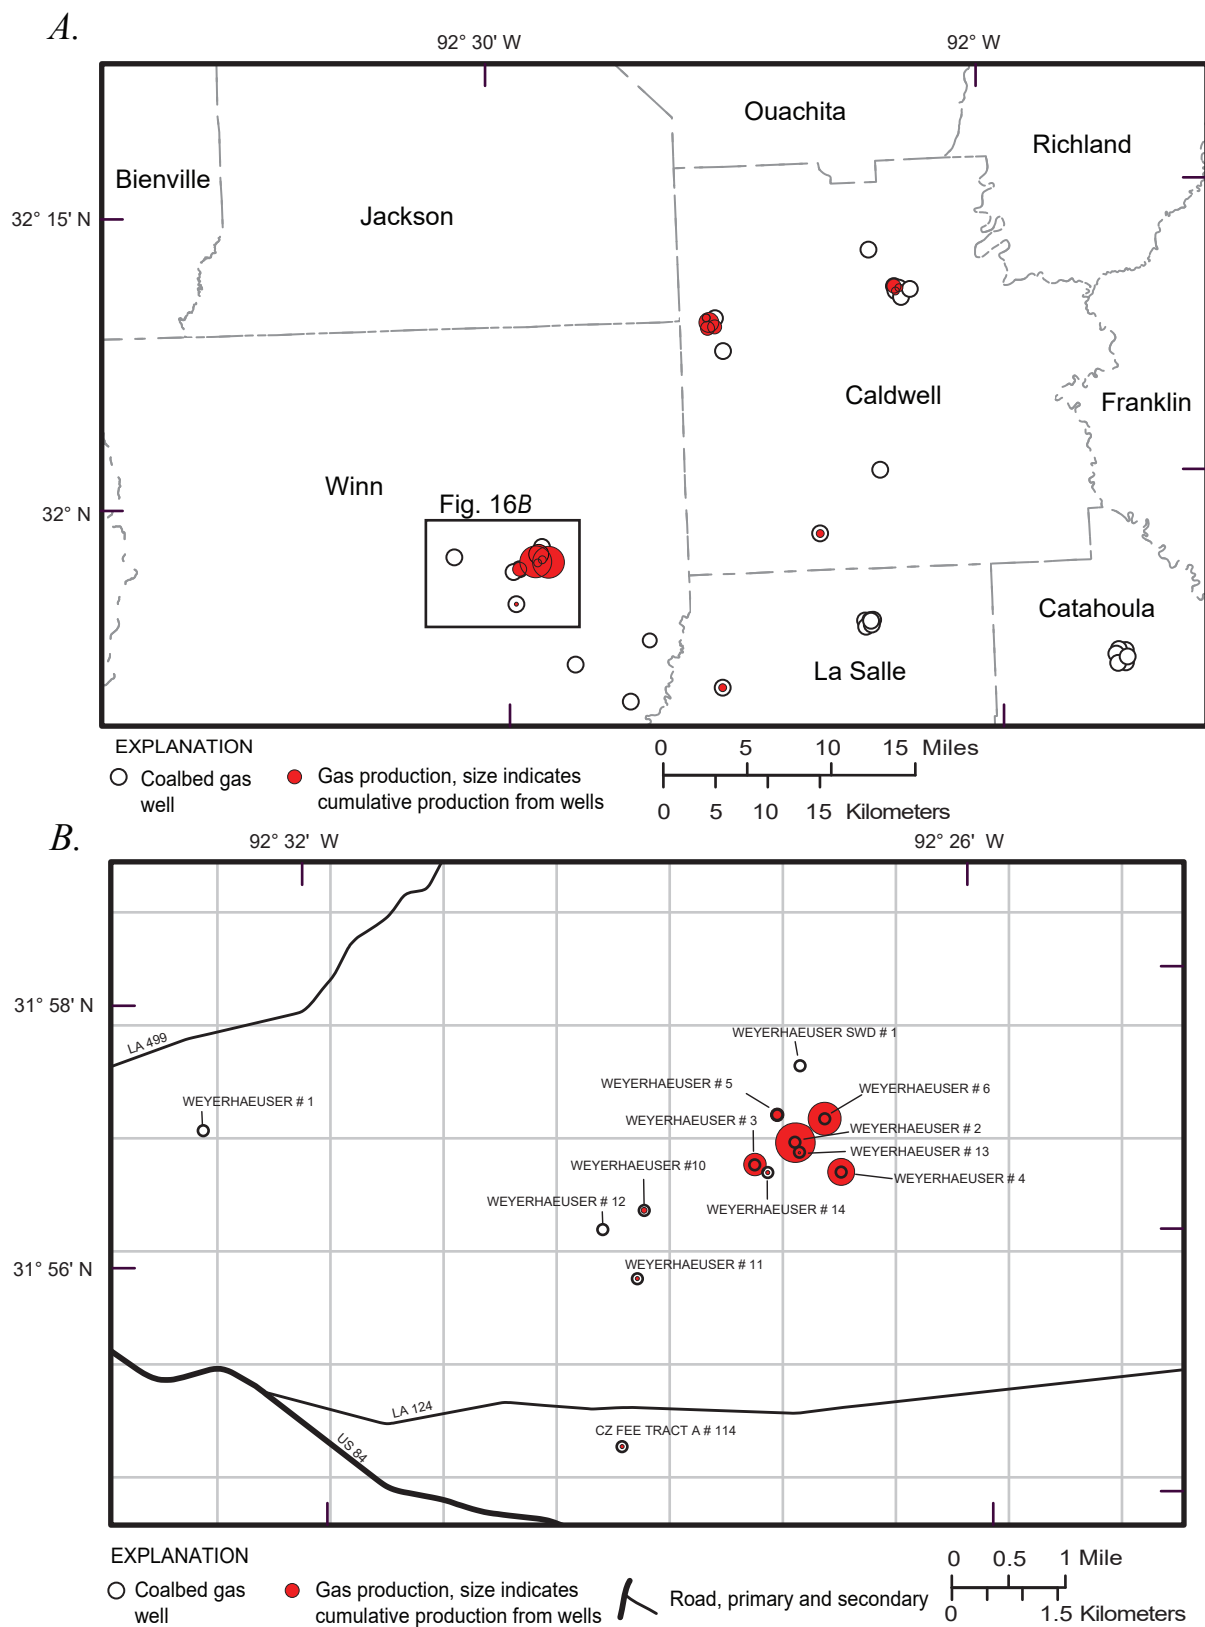 A.
92° 30' W
92° W
Ouachita
Richland
Bienville
Jackson
32° 15' N
Caldwell
Franklin
Winn
Fig. 16B
32° N
Catahoula
La Salle
EXPLANATION
Coalbed gas
well
Gas production, size indicates
cumulative production from wells
0 5 10 15 Miles
0 5 10 15 Kilometers
B.
92° 32' W
92° 26' W
31° 58' N
LA 499
WEYERHAEUSER SWD # 1
WEYERHAEUSER # 5
WEYERHAEUSER # 6
WEYERHAEUSER # 1
WEYERHAEUSER # 3
WEYERHAEUSER # 2
WEYERHAEUSER # 13
WEYERHAEUSER #10
WEYERHAEUSER # 4
WEYERHAEUSER # 12
WEYERHAEUSER # 14
31° 56' N
WEYERHAEUSER # 11
LA 124
CZ FEE TRACT A # 114
US 84
EXPLANATION
Coalbed gas
well
Gas production, size indicates
cumulative production from wells
Road, primary and secondary
0 0.5 1 Mile
0 1.5 Kilometers